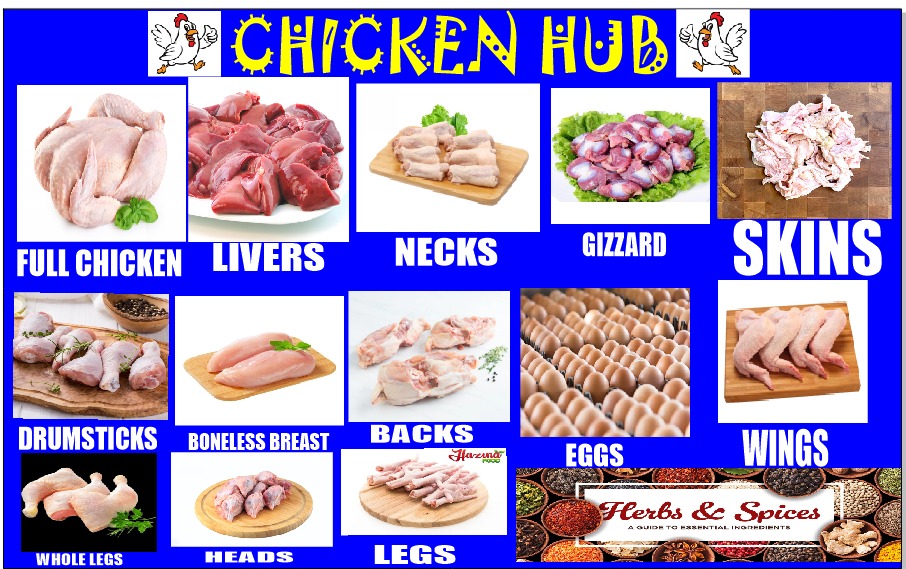 CHICKEN HUB
FULL CHICKEN
LIVERS
NECKS
GIZZARD
SKINS
DRUMSTICKS
BONELESS BREAST
BACKS
EGGS
WINGS
WHOLE LEGS
HEADS
Hazina
FOOD
LEGS
Herbs & Spices
A GUIDE TO ESSENTIAL INGREDIENTS